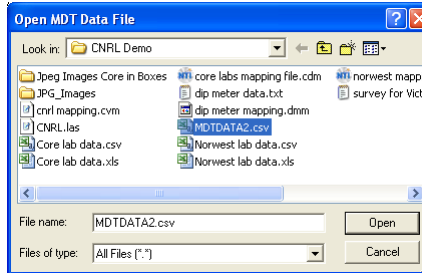 Open MDT Data File
Look in: CNRL Demo
Jpeg Images Core in Boxes
JPG_Images
cnrl mapping.cvm
CNRL.las
Core lab data.csv
Core lab data.xls
core labs mapping file.cdm
dip meter data.txt
dip meter mapping.dmm
MDTDATA2.csv
Norwest lab data.csv
Norwest lab data.xls
norwest mapp
survey for Vict
File name: MDTDATA2.csv Open
Files of type: All Files (*.*) Cancel